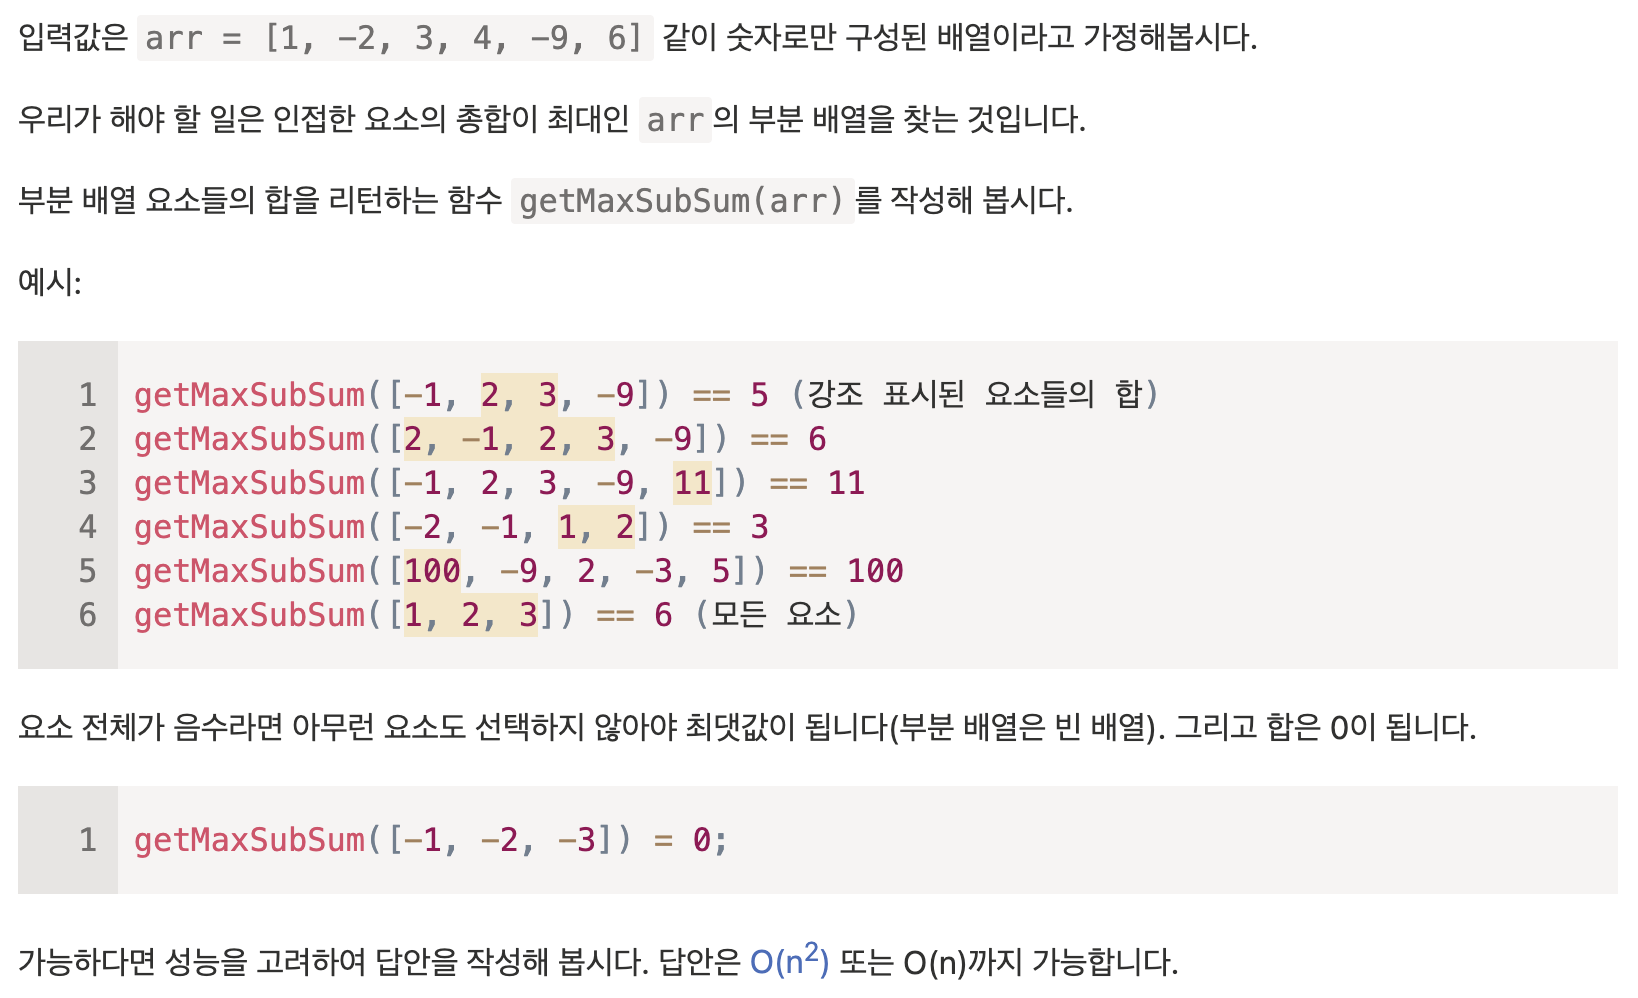 입력값은 arr = [1, -2, 3, 4, -9, 6] 같이 숫자로만 구성된 배열이라고 가정해봅시다.
우리가 해야 할 일은 인접한 요소의 총합이 최대인 arr의 부분 배열을 찾는 것입니다.
부분 배열 요소들의 합을 리턴하는 함수 getMaxSubSum(arr)를 작성해 봅시다.
예시:
1 getMaxSubSum([-1, 2, 3, -9]) == 5 (강조 표시된 요소들의 합)
2 getMaxSubSum([2, -1, 2, 3, -9]) == 6
3 getMaxSubSum([-1, 2, 3, -9, 11]) == 11
4 getMaxSubSum([-2, -1, 1, 2]) == 3
5 getMaxSubSum([100, -9, 2, -3, 5]) == 100
6 getMaxSubSum([1, 2, 3]) == 6 (모든 요소)
요소 전체가 음수라면 아무런 요소도 선택하지 않아야 최댓값이 됩니다(부분 배열은 빈 배열). 그리고 합은 0이 됩니다.
1 getMaxSubSum([-1, -2, -3]) = 0;
가능하다면 성능을 고려하여 답안을 작성해 봅시다. 답안은 O(n²) 또는 O(n)까지 가능합니다.